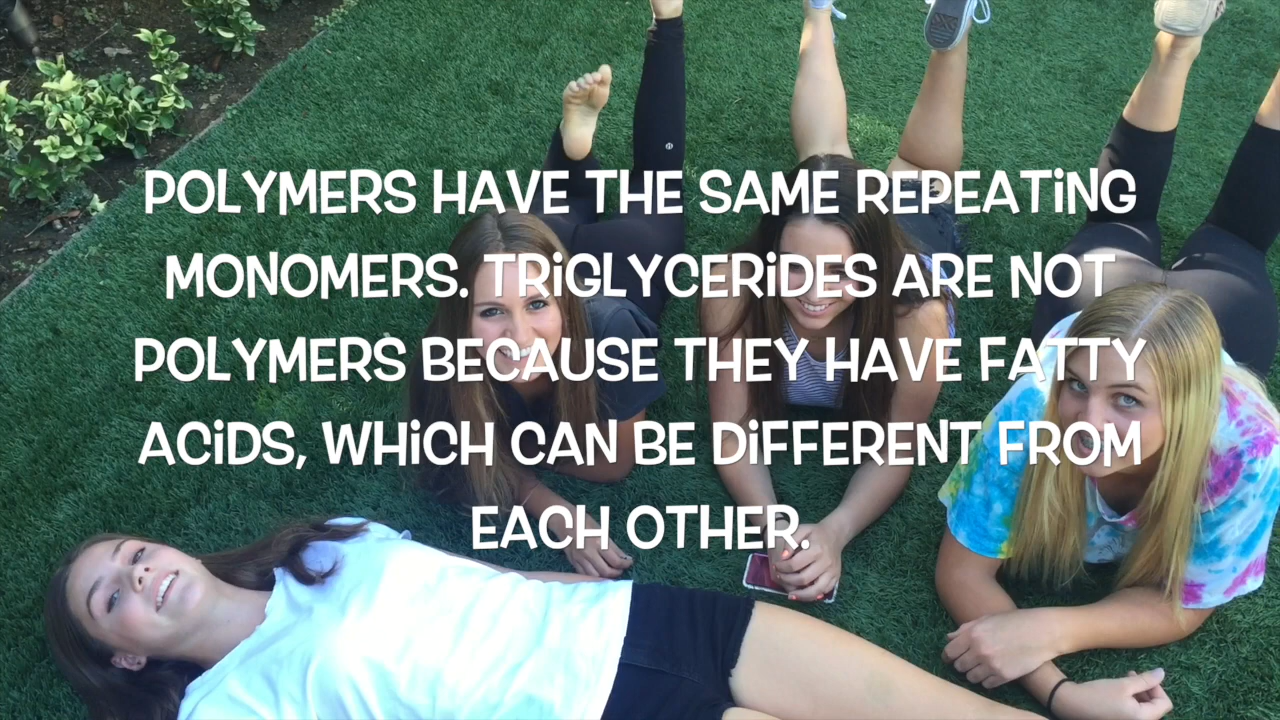 POLYMERS HAVE THE SAME REPEATING
MONOMERS. TRIGLYCERIDES ARE NOT
POLYMERS BECAUSE THEY HAVE FATTY
ACIDS, WHICH CAN BE DIFFERENT FROM
EACH OTHER.